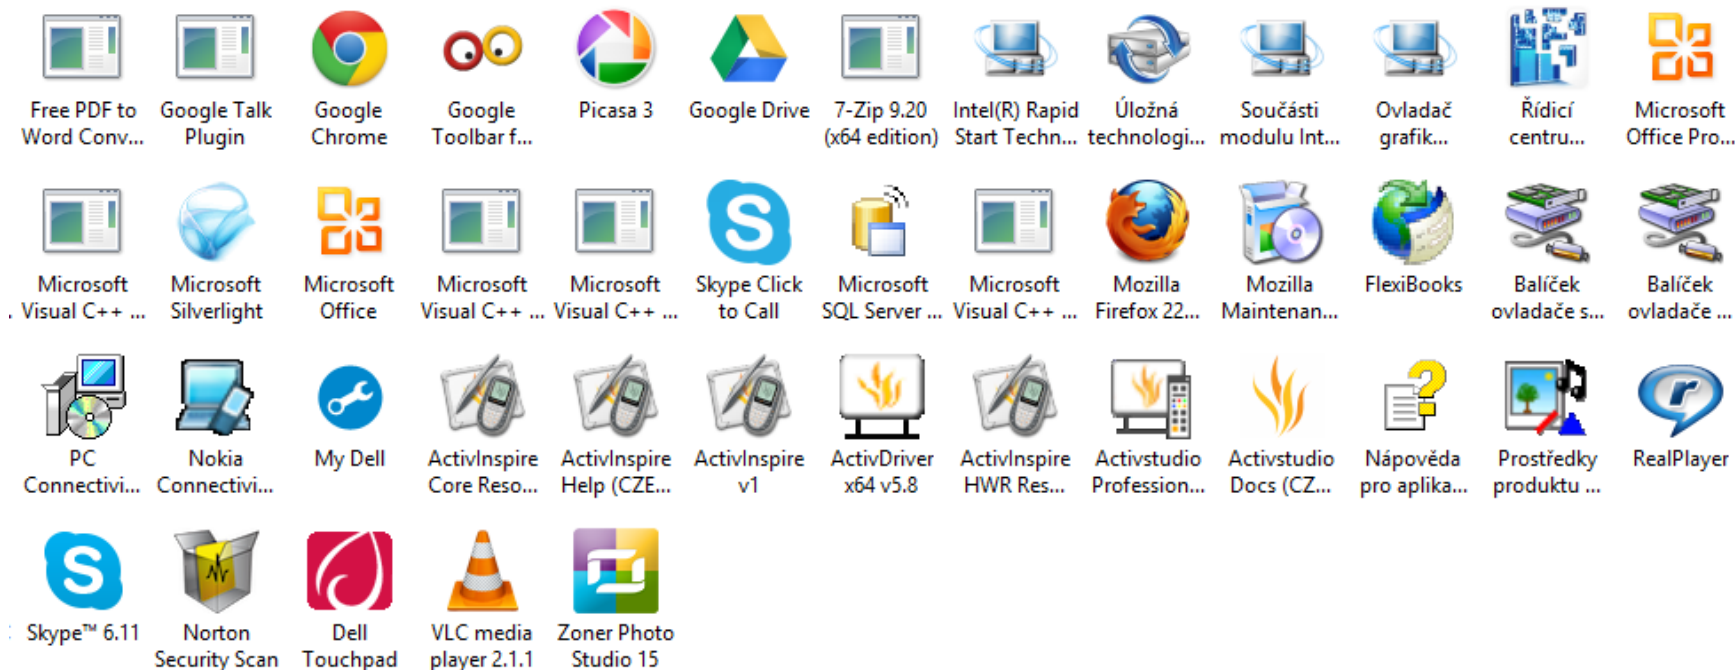 Free PDF to Word Conv...
Google Talk Plugin
Google Chrome
Google Toolbar f...
Picasa 3
Google Drive
7-Zip 9.20 (x64 edition)
Intel(R) Rapid Start Techn...
Úložná technologi...
Součásti modulu Int...
Ovladač grafik...
Řídicí centru...
Microsoft Office Pro...
Microsoft Visual C++ ...
Microsoft Silverlight
Microsoft Office
Microsoft Visual C++ ...
Microsoft Visual C++ ...
Skype Click to Call
Microsoft SQL Server ...
Microsoft Visual C++ ...
Mozilla Firefox 22...
Mozilla Maintenan...
FlexiBooks
Balíček ovladače s...
Balíček ovladače ...
PC Connectivi...
Nokia Connectivi...
My Dell
ActivInspire Core Reso...
ActivInspire Help (CZE...
ActivInspire v1
ActivDriver x64 v5.8
ActivInspire HWR Res...
Activstudio Profession...
Activstudio Docs (CZ...
Nápověda pro aplika...
Prostředky produktu ...
RealPlayer
Skype™ 6.11
Norton Security Scan
Dell Touchpad
VLC media player 2.1.1
Zoner Photo Studio 15